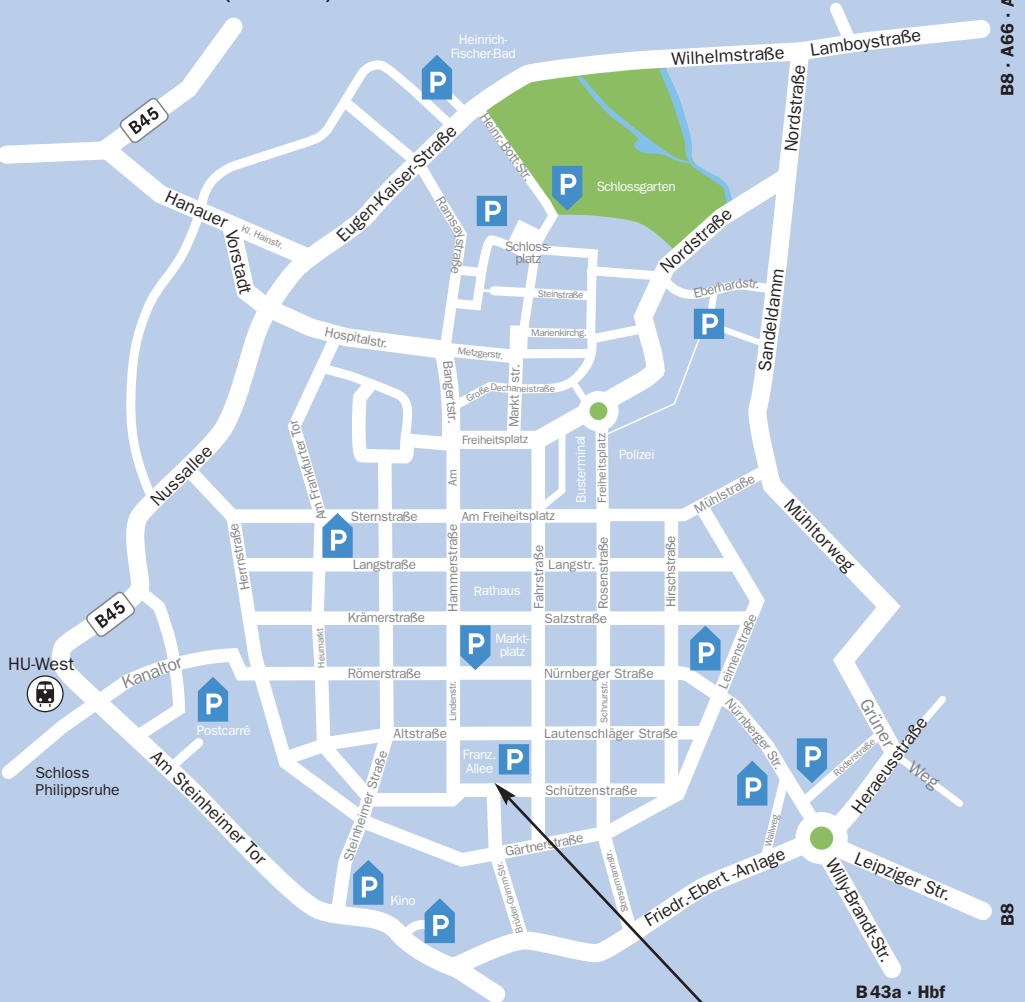 B8 · A66 · A
Heinrich-
Fischer-Bad
P
Wilhelmstraße
Lamboystraße
B45
Nordstraße
Eugen-Kaiser-Straße
Heinr.-Bott-Str.
P
Schlossgarten
Hanauer
Vorstadt
Kl. Hainstr.
Ramsaystraße
P
Schloss-
platz
Nordstraße
Steinstraße
Eberhardstr.
P
Sandeldamm
Hospitalstr.
Marienkirchg.
Metzgerstr.
Bangertstr.
Markt str.
Große Dechaneistraße
Freiheitsplatz
Am Frankfurter Tor
Nussallee
Am
Hammerstraße
Busterminal
Freiheitsplatz
Polizei
Mühlstraße
Mühltorweg
Sternstraße
Am Freiheitsplatz
P
Hernstraße
Langstraße
Langstr.
Fahrstraße
Rosenstraße
Hirschstraße
Rathaus
B45
Krämerstraße
Salzstraße
Heumarkt
P
Markt-
platz
P
Leimenstraße
HU-West
Kanaltor
Römerstraße
Nürnberger Straße
P
Postcarré
Lindenstr.
Schnurstr.
Nürnberger Str.
Grüner
Weg
Altstraße
Lautenschläger Straße
Franz.
Allee
P
P
P
Röderstraße
Heraeusstraße
Schloss
Philippsruhe
Am Steinheimer Tor
Steinheimer Straße
Schützenstraße
Wallweg
Gärtnerstraße
Bruder-Grimm-Str.
Stresemannstr.
Friedr.-Ebert -Anlage
Leipziger Str.
Willy-Brandt-Str.
P
Kino
P
B8
B 43a · Hbf